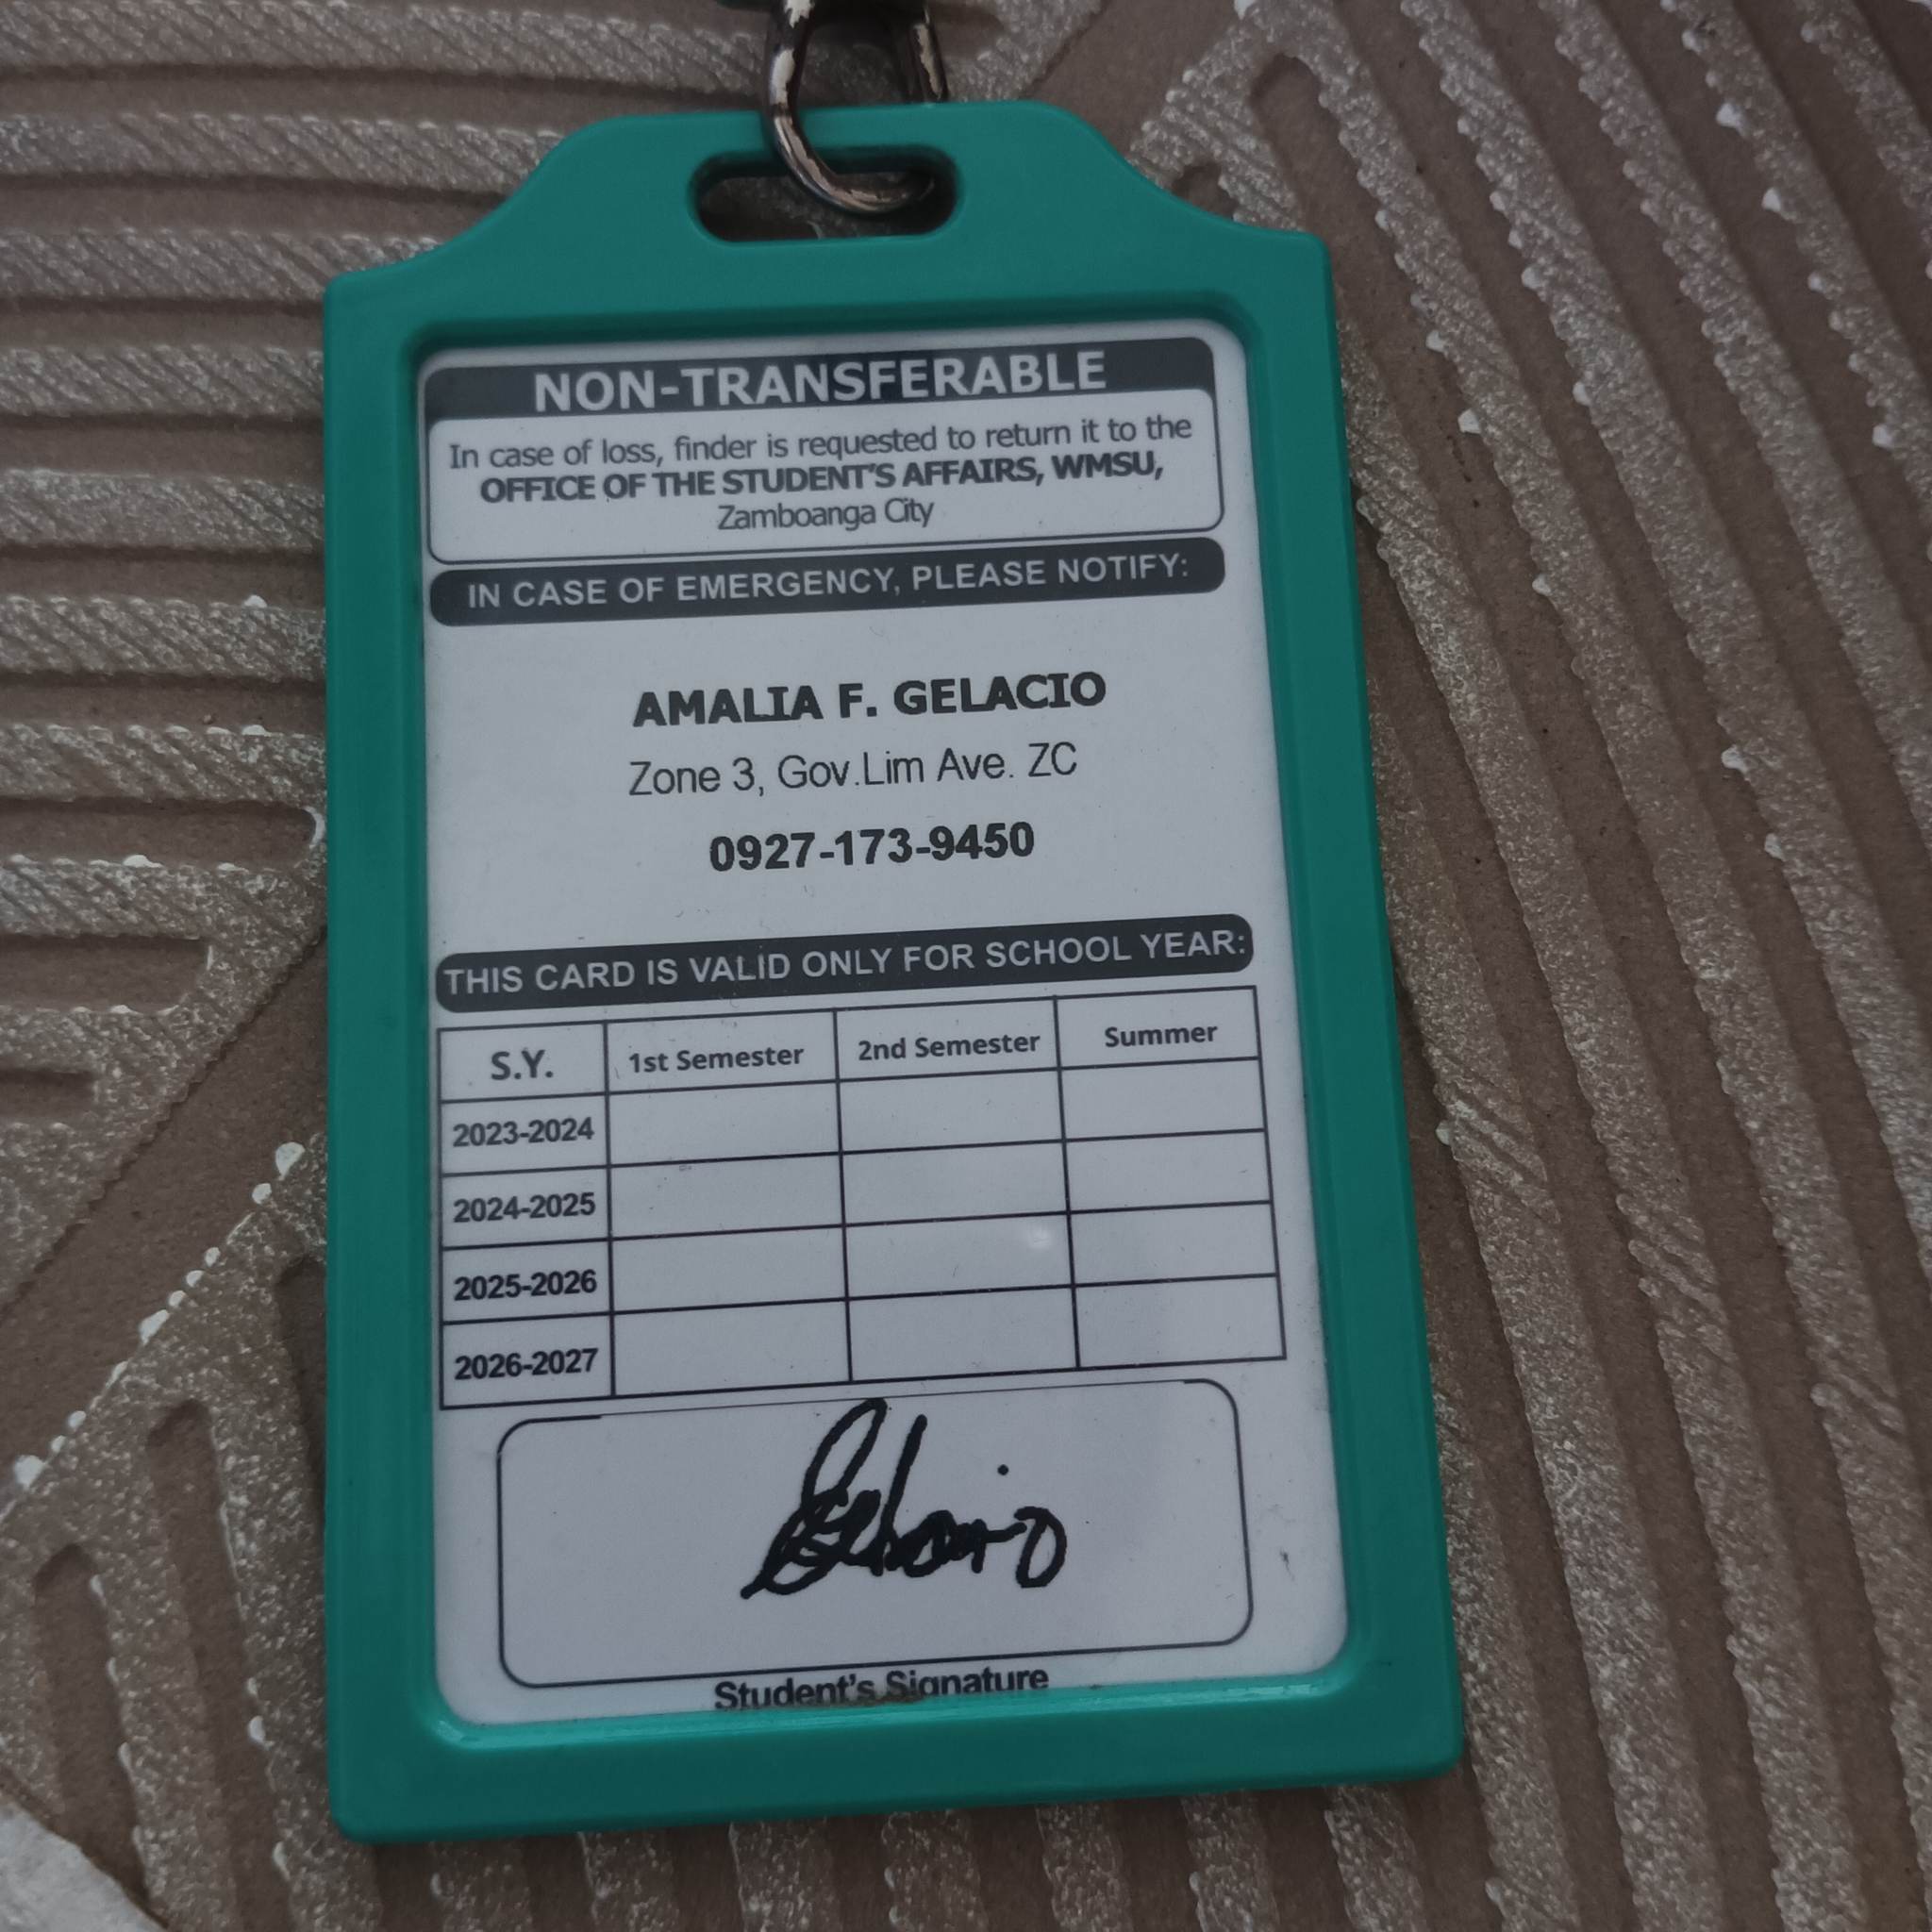 NON-TRANSFERABLE
In case of loss, finder is requested to return it to the
OFFICE OF THE STUDENT'S AFFAIRS, WMSU,
Zamboanga City
IN CASE OF EMERGENCY, PLEASE NOTIFY:
AMALIA F. GELACIO
Zone 3, Gov.Lim Ave. ZC
0927-173-9450
THIS CARD IS VALID ONLY FOR SCHOOL YEAR:
S.Y. 1st Semester 2nd Semester Summer
2023-2024
2024-2025
2025-2026
2026-2027
Student's Signature